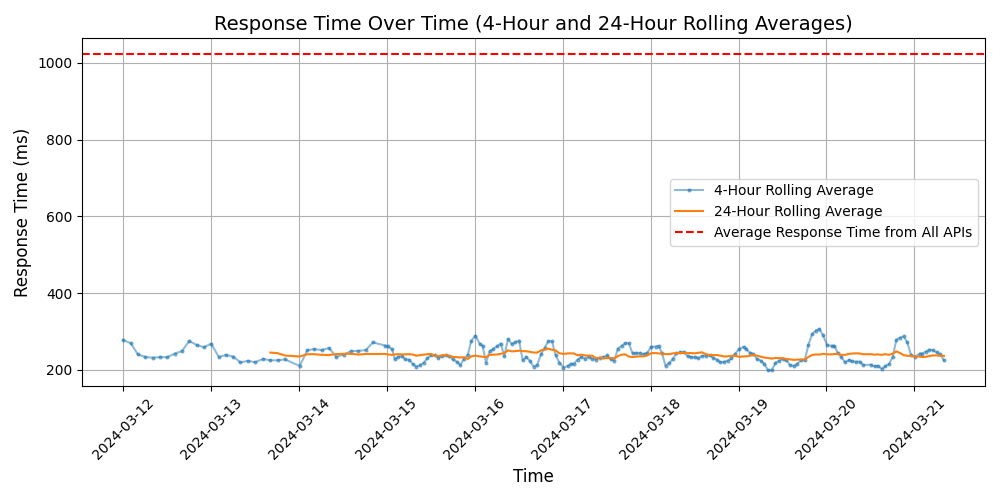 Response Time Over Time (4-Hour and 24-Hour Rolling Averages)
Response Time (ms)
1000
800
600
400
200
4-Hour Rolling Average
24-Hour Rolling Average
Average Response Time from All APIs
2024-03-12
2024-03-13
2024-03-14
2024-03-15
2024-03-16
2024-03-17
2024-03-18
2024-03-19
2024-03-20
2024-03-21
Time